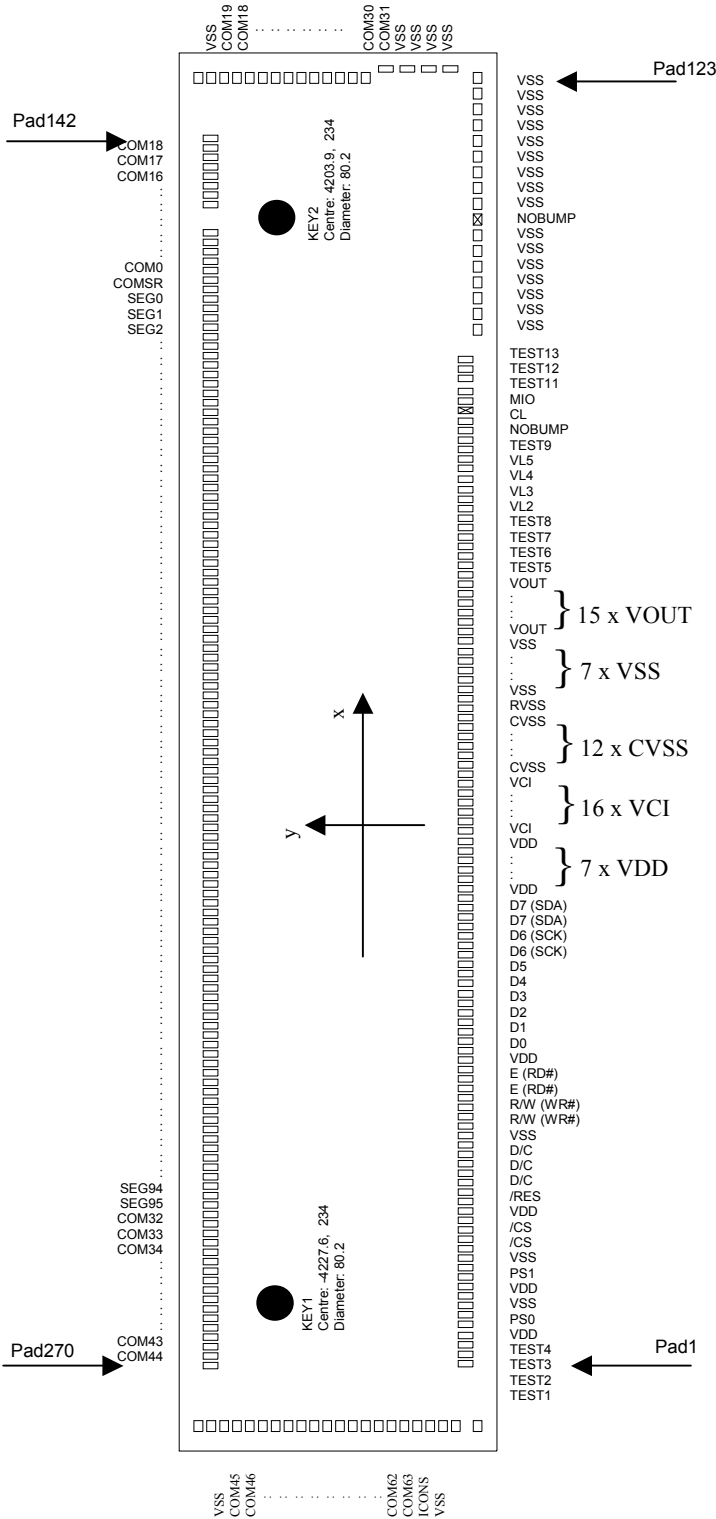 VSS
COM19
COM18
COM30
COM31
VSS
VSS
VSS
VSS
Pad123
Pad142
COM18
COM17
COM16
COM0
COMSR
SEG0
SEG1
SEG2
SEG94
SEG95
COM32
COM33
COM34
COM43
COM44
Pad270
KEY2
Centre: 4203.9, 234
Diameter: 80.2
x
y
KEY1
Centre: -4227.6, 234
Diameter: 80.2
VSS
VSS
VSS
VSS
VSS
VSS
VSS
VSS
VSS
NOBUMP
VSS
VSS
VSS
VSS
VSS
VSS
VSS
TEST13
TEST12
TEST11
MIO
CL
NOBUMP
TEST9
VL5
VL4
VL3
VL2
TEST8
TEST7
TEST6
TEST5
VOUT
} 15 x VOUT
VOUT
VSS
} 7 x VSS
VSS
RVSS
CVSS
} 12 x CVSS
CVSS
VCI
} 16 x VCI
VCI
VDD
} 7 x VDD
VDD
D7 (SDA)
D7 (SDA)
D6 (SCK)
D6 (SCK)
D5
D4
D3
D2
D1
D0
VDD
E (RD#)
E (RD#)
R/W (WR#)
R/W (WR#)
VSS
D/C
D/C
D/C
/RES
VDD
/CS
/CS
VSS
PS1
VDD
VSS
PS0
VDD
TEST4
TEST3
TEST2
TEST1
Pad1
VSS
COM45
COM46
COM62
COM63
ICONS
VSS